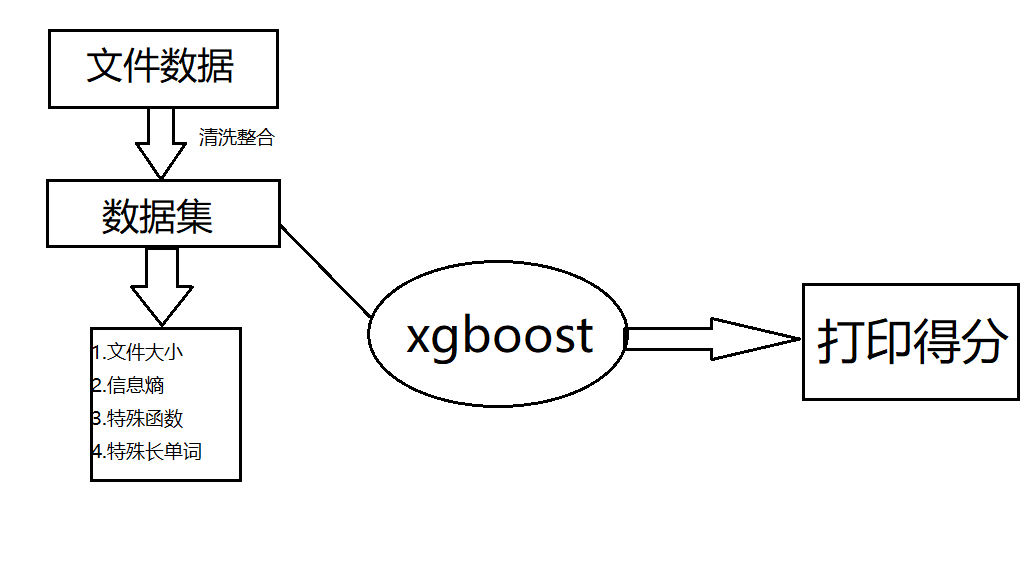 文件数据
清洗整合
数据集
1.文件大小
2.信息熵
3.特殊函数
4.特殊长单词
xgboost
打印得分